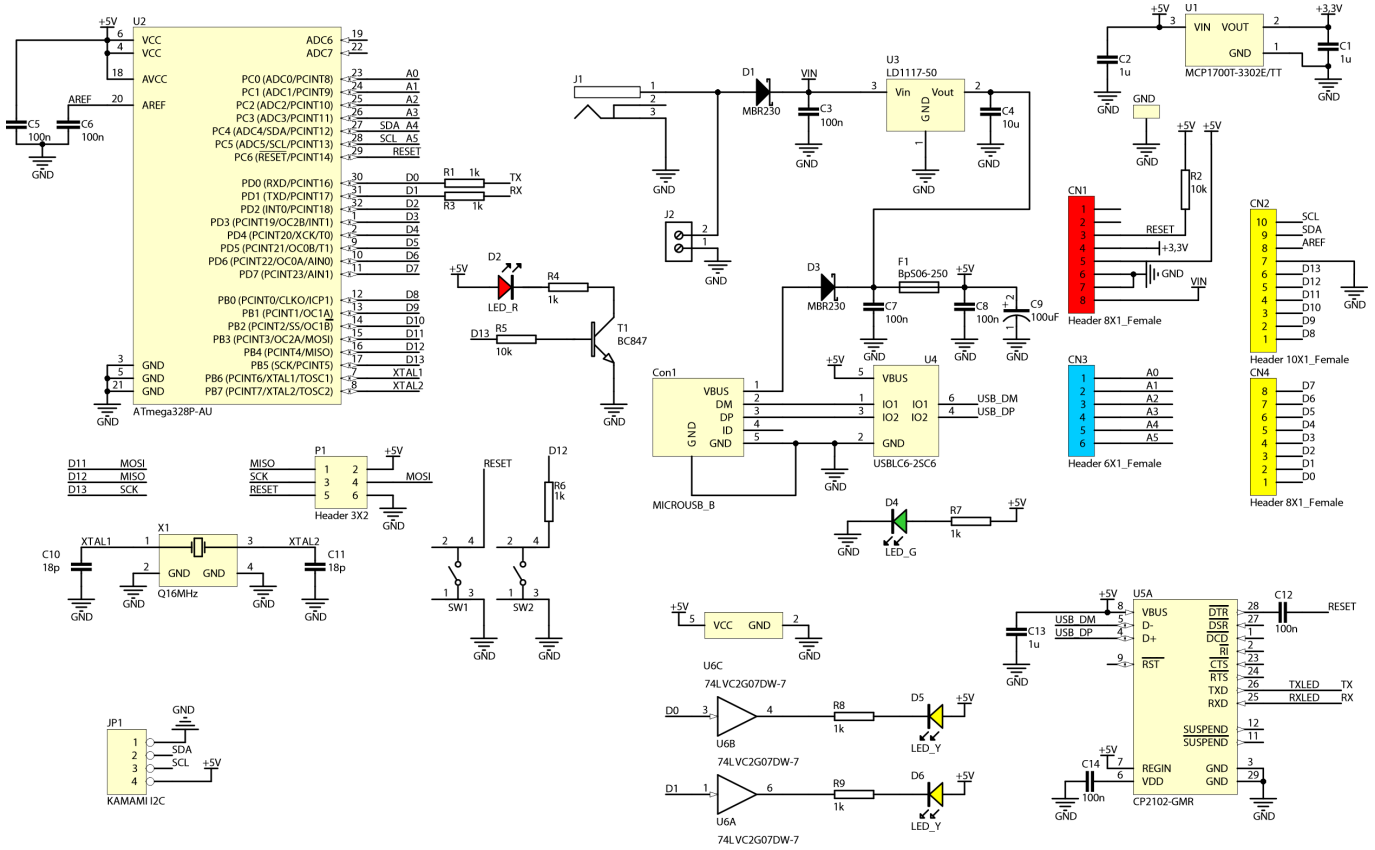 U2
+5V
6 VCC
4 VCC
18 AVCC
AREF 20 AREF
C5
100n
C6
100n
GND
ADC6 19
ADC7 22
PC0 (ADC0/PCINT8) 23 A0
PC1 (ADC1/PCINT9) 24 A1
PC2 (ADC2/PCINT10) 25 A2
PC3 (ADC3/PCINT11) 26 A3
PC4 (ADC4/SDA/PCINT12) 27 SDA A4
PC5 (ADC5/SCL/PCINT13) 28 SCL A5
PC6 (RESET/PCINT14) 29 RESET
PD0 (RXD/PCINT16) 30 D0 R1 1k TX
PD1 (TXD/PCINT17) 31 D1 R3 1k RX
PD2 (INT0/PCINT18) 32 D2
PD3 (PCINT19/OC2B/INT1) 1 D3
PD4 (PCINT20/XCK/T0) 2 D4
PD5 (PCINT21/OC0B/T1) 9 D5
PD6 (PCINT22/OC0A/AIN0) 10 D6
PD7 (PCINT23/AIN1) 11 D7
PB0 (PCINT0/CLKO/ICP1) 12 D8
PB1 (PCINT1/OC1A) 13 D9
PB2 (PCINT2/SS/OC1B) 14 D10
PB3 (PCINT3/OC2A/MOSI) 15 D11
PB4 (PCINT4/MISO) 16 D12
PB5 (SCK/PCINT5) 17 D13
PB6 (PCINT6/XTAL1/TOSC1) 7 XTAL1
PB7 (PCINT7/XTAL2/TOSC2) 8 XTAL2
3 GND
5 GND
21 GND
GND
ATmega328P-AU
J1
1
2
3
GND
D1
MBR230
VIN
C3
100n
GND
U3
LD1117-50
3 Vin Vout 2
GND
1
GND
C4
10u
GND
J2
2
1
GND
U1
+5V
3 VIN VOUT 2
GND 1
MCP1700T-3302E/TT
+3,3V
C2
1u
GND
C1
1u
GND
GND
+5V +5V
R2
10k
CN1
1
2
3 RESET
4 +3,3V
5
6 GND
7 VIN
8
Header 8X1_Female
CN2
10 SCL
9 SDA
8 AREF
7
6 D13
5 D12
4 D11
3 D10
2 D9
1 D8
GND
Header 10X1_Female
CN3
1 A0
2 A1
3 A2
4 A3
5 A4
6 A5
Header 6X1_Female
CN4
8 D7
7 D6
6 D5
5 D4
4 D3
3 D2
2 D1
1 D0
Header 8X1_Female
+5V
D2
LED_R
R4
1k
D13
R5
10k
T1
BC847
GND
D3
MBR230
F1
BpS06-250
+5V
C7
100n
GND
C8
100n
GND
C9
100uF
+ 2
1
GND
Con1
VBUS 1
DM 2
DP 3
ID 4
GND 5
GND
MICROUSB_B
+5V
U4
5 VBUS
1 IO1 IO1 6 USB_DM
3 IO2 IO2 4 USB_DP
2 GND
USBLC6-2SC6
GND
D4
LED_G
R7
1k
+5V
GND
D11 MOSI
D12 MISO
D13 SCK
P1
MISO 1 2 +5V
SCK 3 4 MOSI
RESET 5 6
Header 3X2
GND
X1
XTAL1 1 3 XTAL2
2 GND GND 4
Q16MHz
C10
18p
GND
GND
GND
C11
18p
GND
RESET
2 4
1 3
SW1
GND
D12
R6
1k
2 4
1 3
SW2
GND
+5V
5 VCC GND 2
GND
U6C
74LVC2G07DW-7
D0 3 4
U6B
74LVC2G07DW-7
R8
1k
D5
LED_Y
+5V
D1 1 6
U6A
74LVC2G07DW-7
R9
1k
D6
LED_Y
+5V
JP1
GND
1
2 SDA
3 SCL
4 +5V
KAMAMI I2C
U5A
+5V
8 VBUS
USB_DM 5 D-
USB_DP 4 D+
9 RST
C13
1u
GND
+5V
7 REGIN
6 VDD
C14
100n
GND
DTR 28
DSR 27
DCD 1
RI 2
CTS 23
RTS 24
TXD 26 TXLED TX
RXD 25 RXLED RX
SUSPEND 12
SUSPEND 11
GND 3
GND 29
GND
C12
100n
RESET
CP2102-GMR